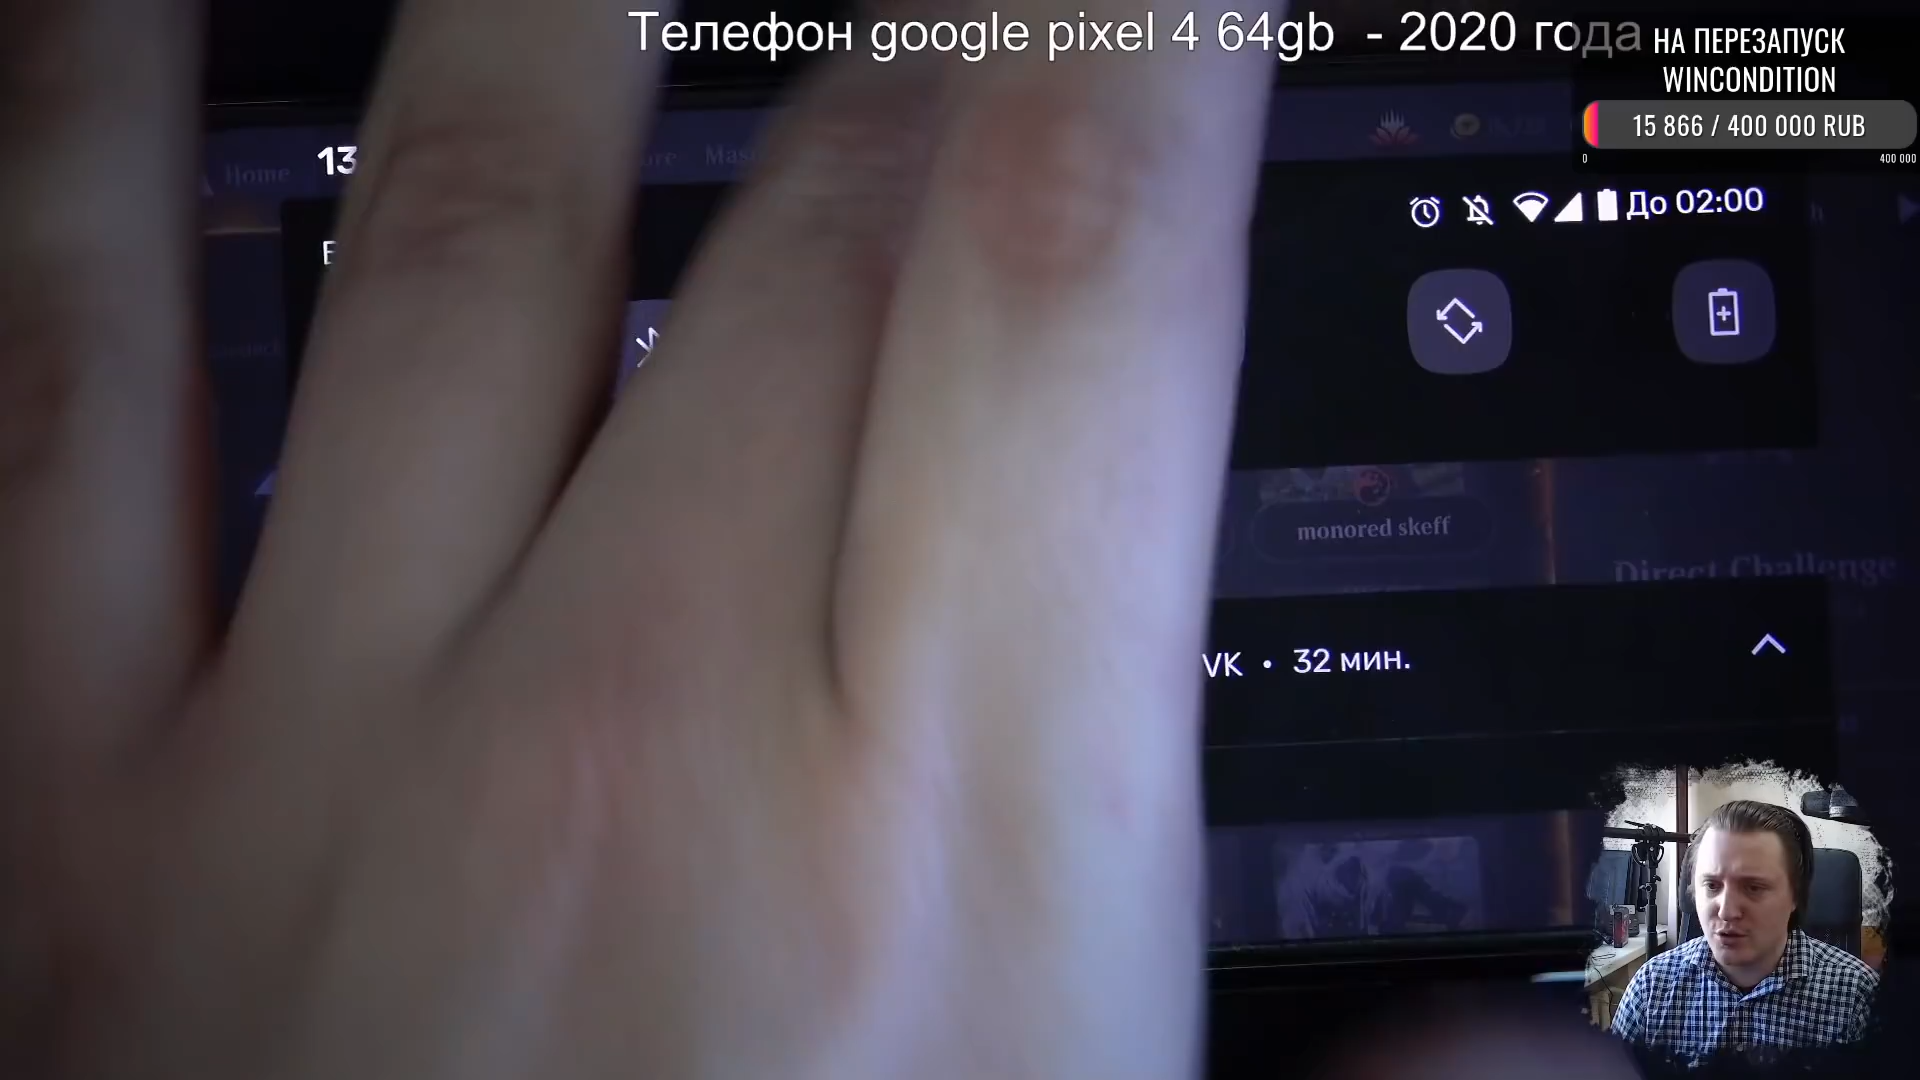 Телефон google pixel 4 64gb - 2020 года
НА ПЕРЕЗАПУСК
WINCONDITION
15 866 / 400 000 RUB
0
400 000
Home
13
До 02:00
monored skeff
Direct Challenge
VK • 32 мин.